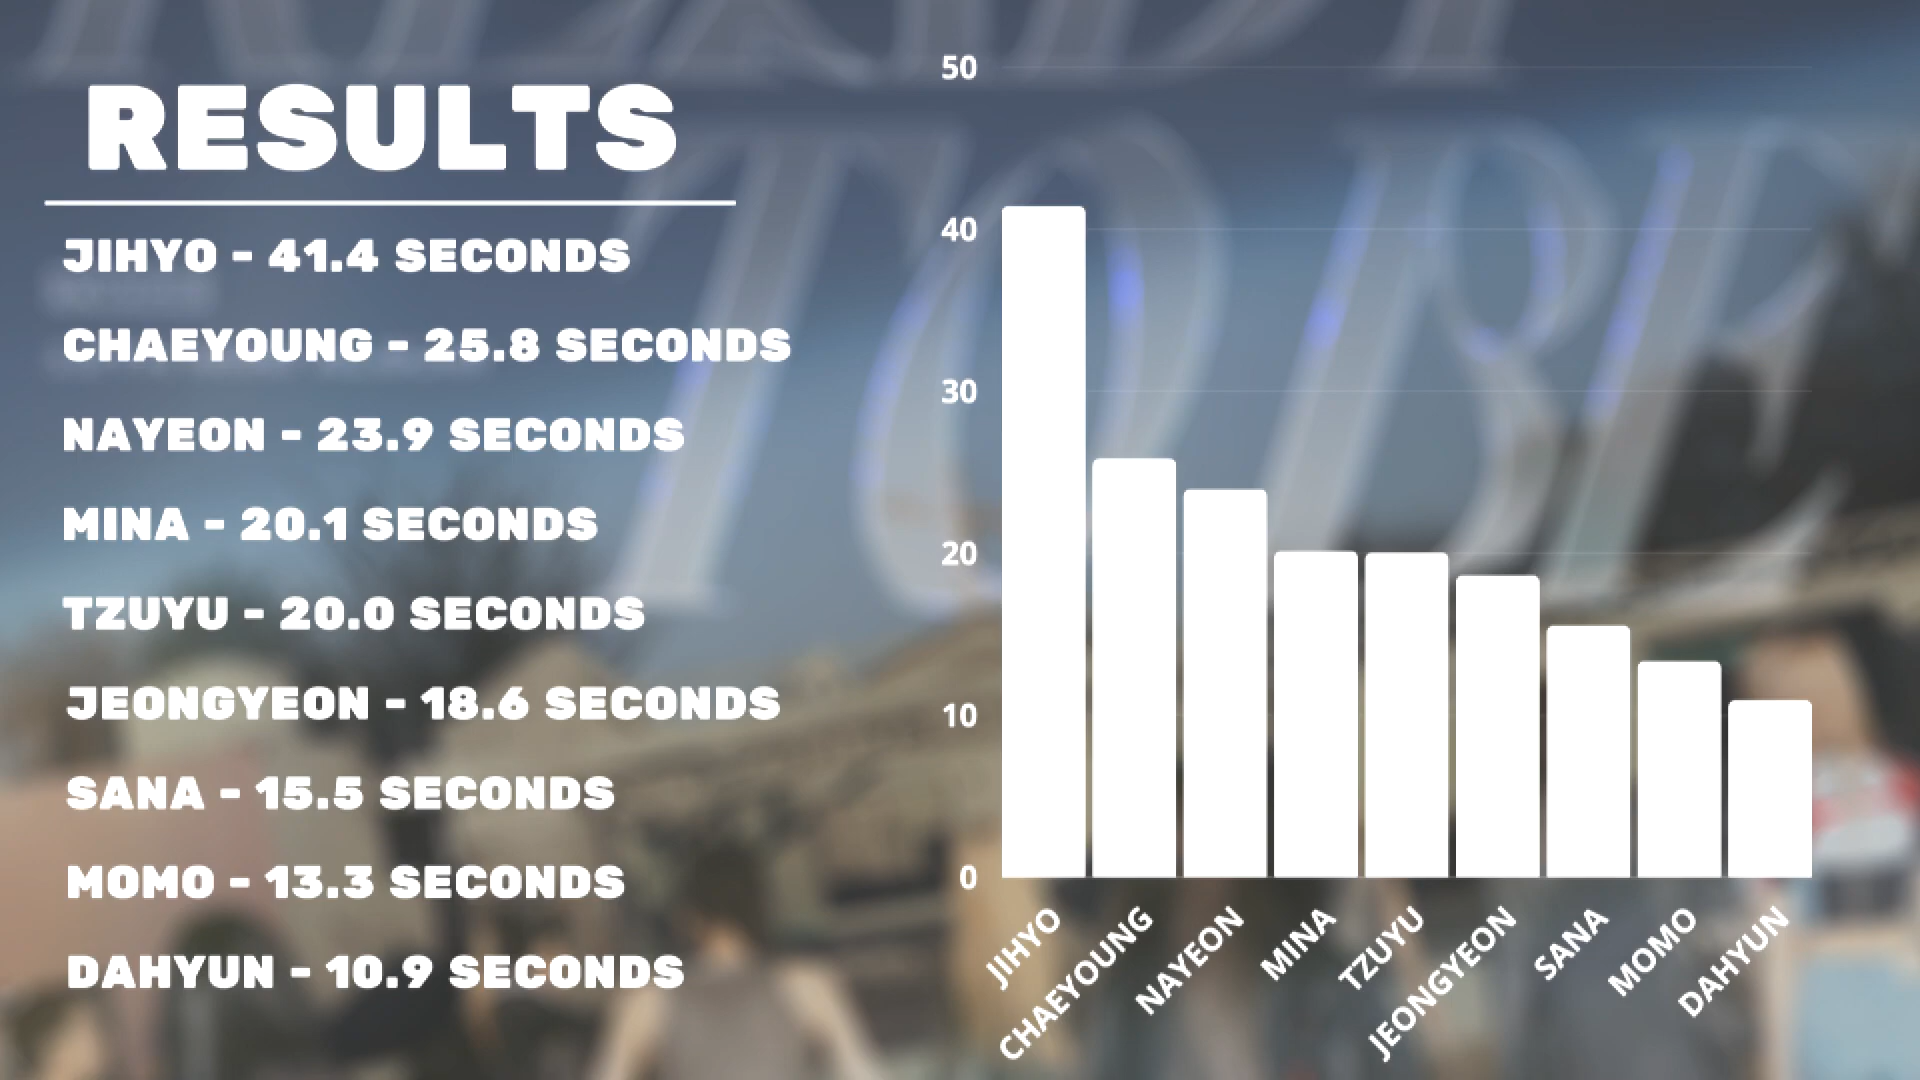 RESULTS
JIHYO - 41.4 SECONDS
CHAEYOUNG - 25.8 SECONDS
NAYEON - 23.9 SECONDS
MINA - 20.1 SECONDS
TZUYU - 20.0 SECONDS
JEONGYEON - 18.6 SECONDS
SANA - 15.5 SECONDS
MOMO - 13.3 SECONDS
DAHYUN - 10.9 SECONDS
50
40
30
20
10
0
JIHYO
CHAEYOUNG
NAYEON
MINA
TZUYU
JEONGYEON
SANA
MOMO
DAHYUN
TO BE